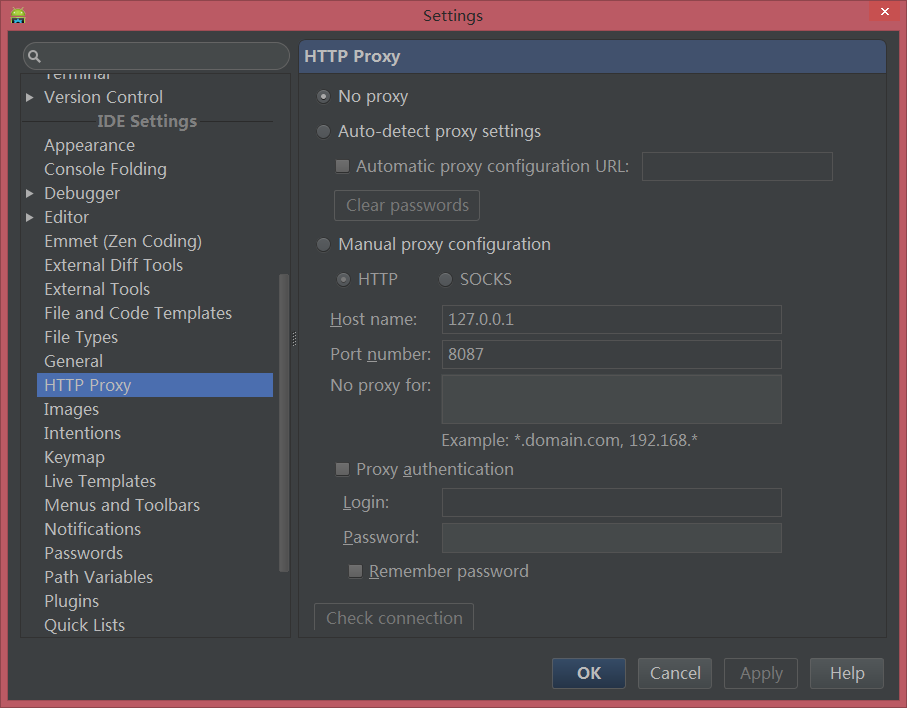 Settings
Terminal
Version Control
IDE Settings
Appearance
Console Folding
Debugger
Editor
Emmet (Zen Coding)
External Diff Tools
External Tools
File and Code Templates
File Types
General
HTTP Proxy
Images
Intentions
Keymap
Live Templates
Menus and Toolbars
Notifications
Passwords
Path Variables
Plugins
Quick Lists
HTTP Proxy
No proxy
Auto-detect proxy settings
Automatic proxy configuration URL:
Clear passwords
Manual proxy configuration
HTTP SOCKS
Host name: 127.0.0.1
Port number: 8087
No proxy for:
Example: *.domain.com, 192.168.*
Proxy authentication
Login:
Password:
Remember password
Check connection
OK Cancel Apply Help